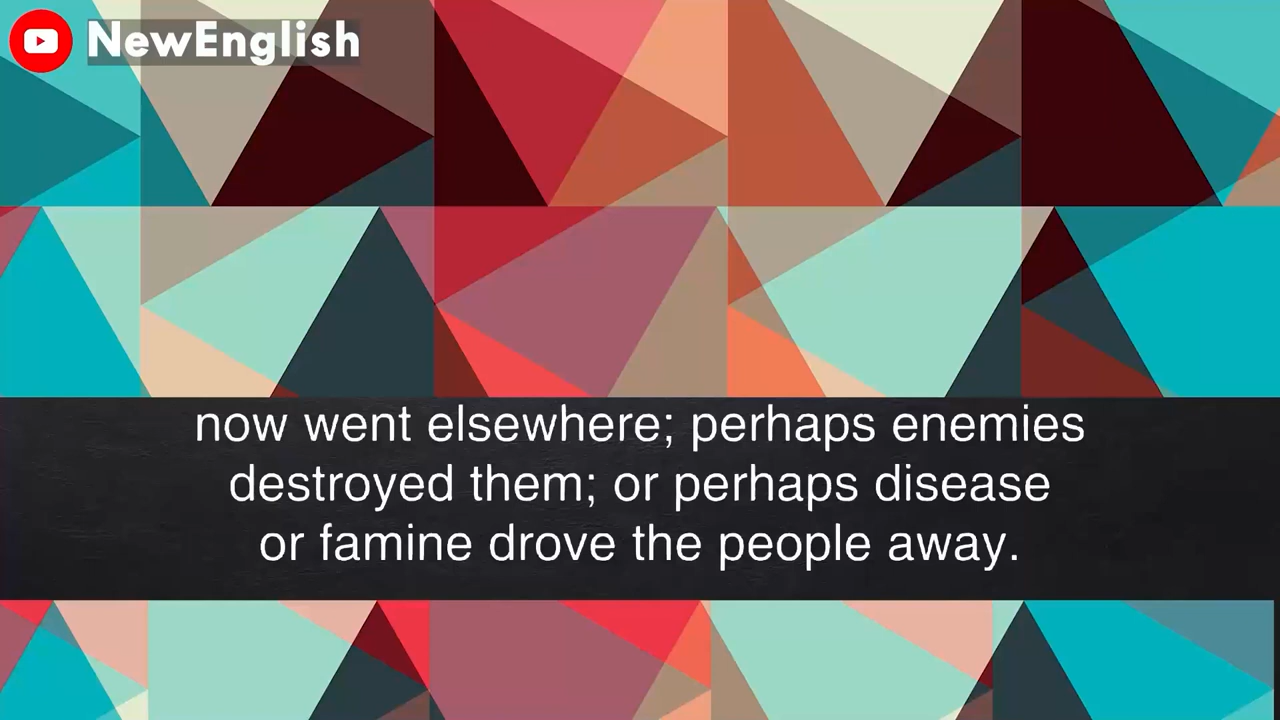 NewEnglish
now went elsewhere; perhaps enemies
destroyed them; or perhaps disease
or famine drove the people away.